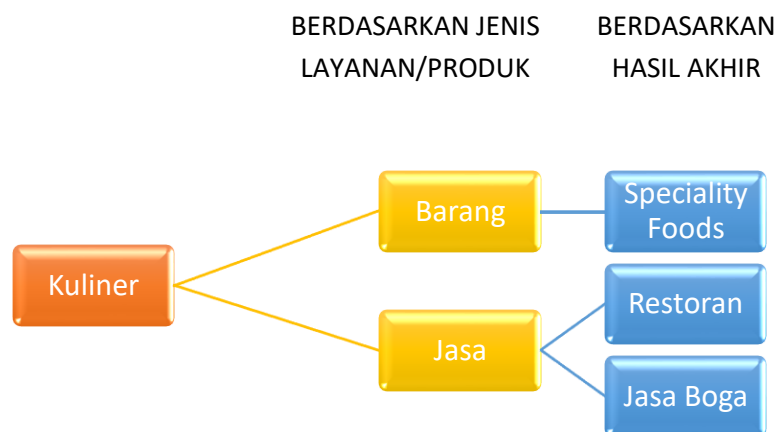 BERDASARKAN JENIS
LAYANAN/PRODUK
BERDASARKAN
HASIL AKHIR
Kuliner
Barang
Jasa
Speciality
Foods
Restoran
Jasa Boga